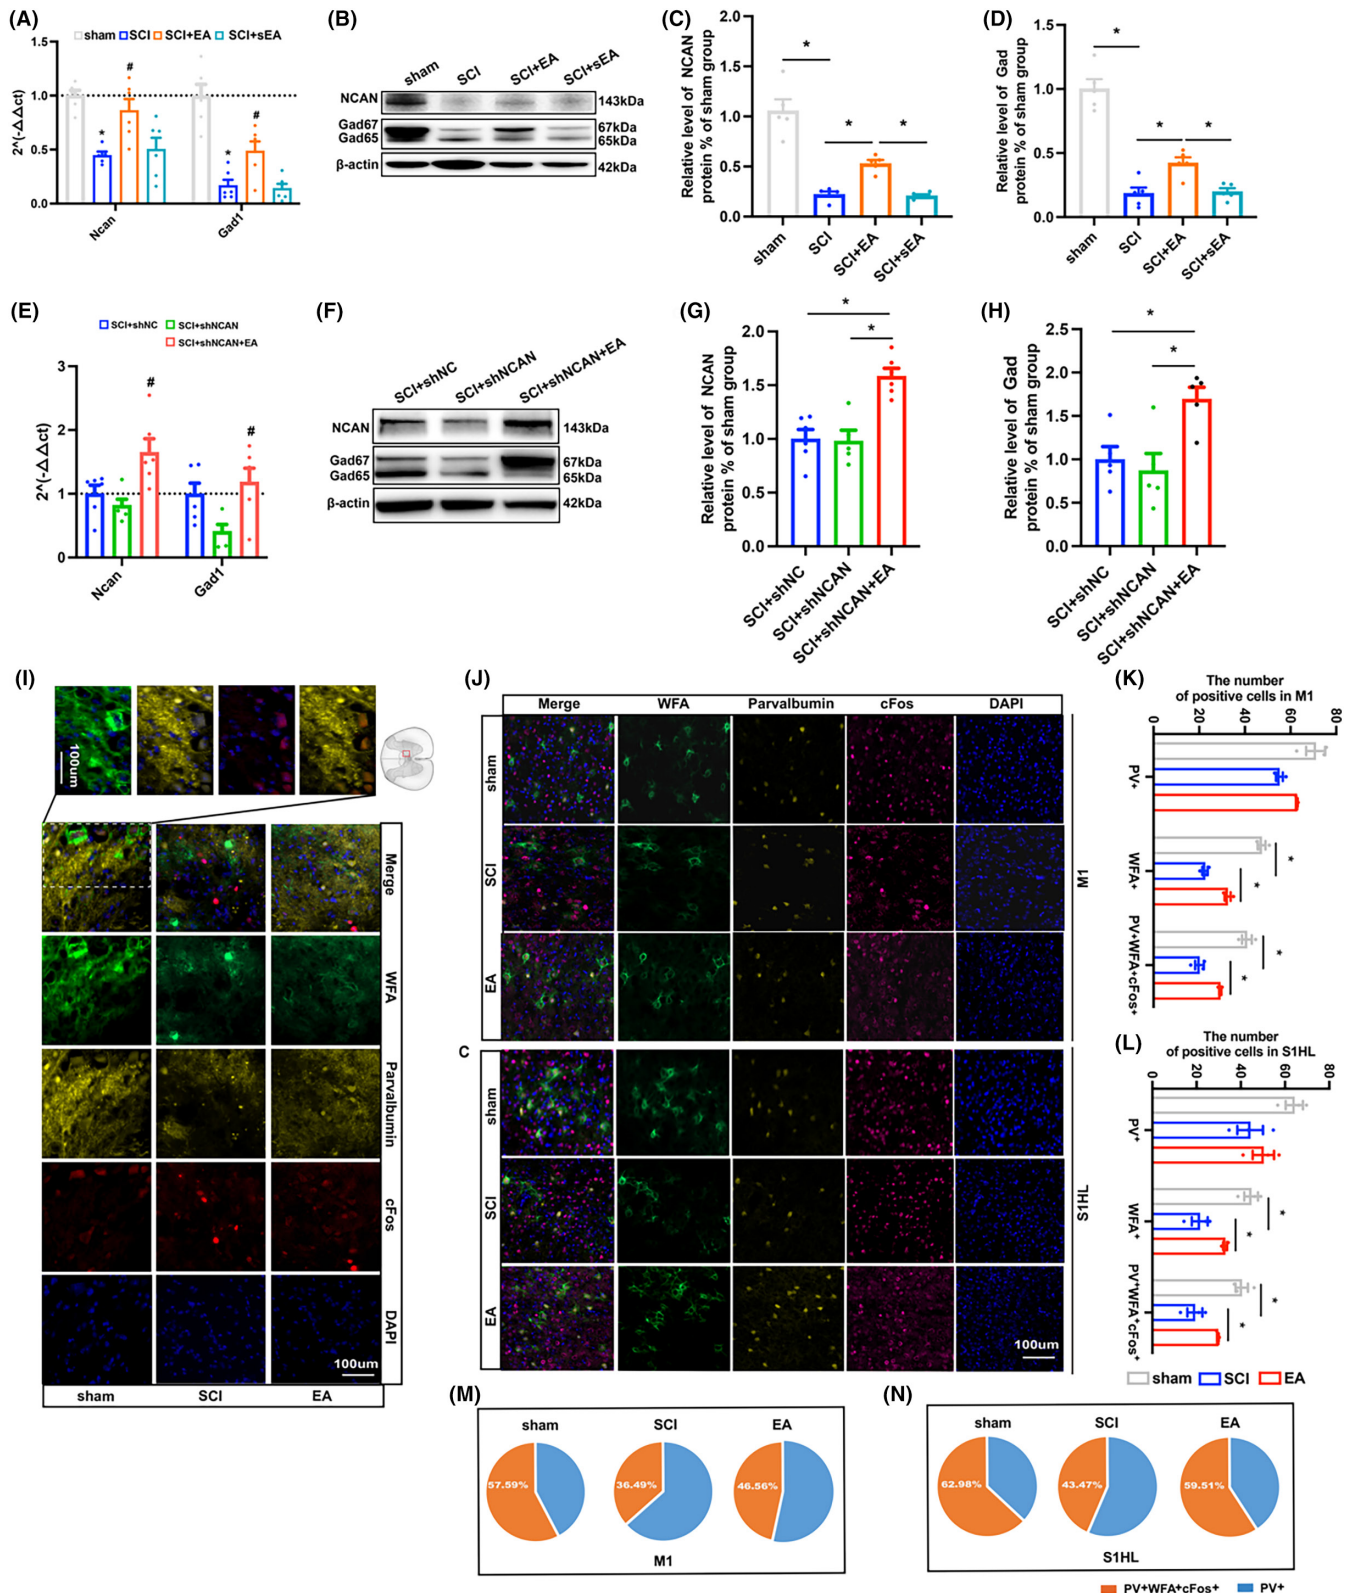 (A)
sham SCI SCI+EA SCI+sEA
2^(-ΔΔct)
1.5
1.0
0.5
0.0
#
*
#
*
Ncan
Gad1
(B)
sham SCI SCI+EA SCI+sEA
NCAN 143kDa
Gad67 67kDa
Gad65 65kDa
β-actin 42kDa
(C)
Relative level of NCAN
protein % of sham group
2.0
1.5
1.0
0.5
0.0
*
* *
sham SCI SCI+EA SCI+sEA
(D)
Relative level of Gad
protein % of sham group
1.5
1.0
0.5
0.0
*
* *
sham SCI SCI+EA SCI+sEA
(E)
SCI+shNC SCI+shNCAN
SCI+shNCAN+EA
2^(-ΔΔct)
3
2
1
0
#
#
Ncan
Gad1
(F)
SCI+shNC SCI+shNCAN SCI+shNCAN+EA
NCAN 143kDa
Gad67 67kDa
Gad65 65kDa
β-actin 42kDa
(G)
Relative level of NCAN
protein % of sham group
2.0
1.5
1.0
0.5
0.0
*
*
SCI+shNC SCI+shNCAN SCI+shNCAN+EA
(H)
Relative level of Gad
protein % of sham group
2.5
2.0
1.5
1.0
0.5
0.0
*
*
SCI+shNC SCI+shNCAN SCI+shNCAN+EA
(I)
100um
Merge
WFA
Parvalbumin
cFos
DAPI
100um
sham SCI EA
(J)
Merge WFA Parvalbumin cFos DAPI
sham
SCI
EA
M1
C
sham
SCI
EA
S1HL
100um
(K)
The number
of positive cells in M1
0 20 40 60 80
PV+
WFA+
PV+WFA+cFos+
*
*
*
*
(L)
The number
of positive cells in S1HL
0 20 40 60 80
PV+
WFA+
PV+WFA+cFos+
*
*
*
*
sham SCI EA
(M)
sham SCI EA
57.59% 36.49% 46.56%
M1
(N)
sham SCI EA
62.98% 43.47% 59.51%
S1HL
PV+WFA+cFos+ PV+